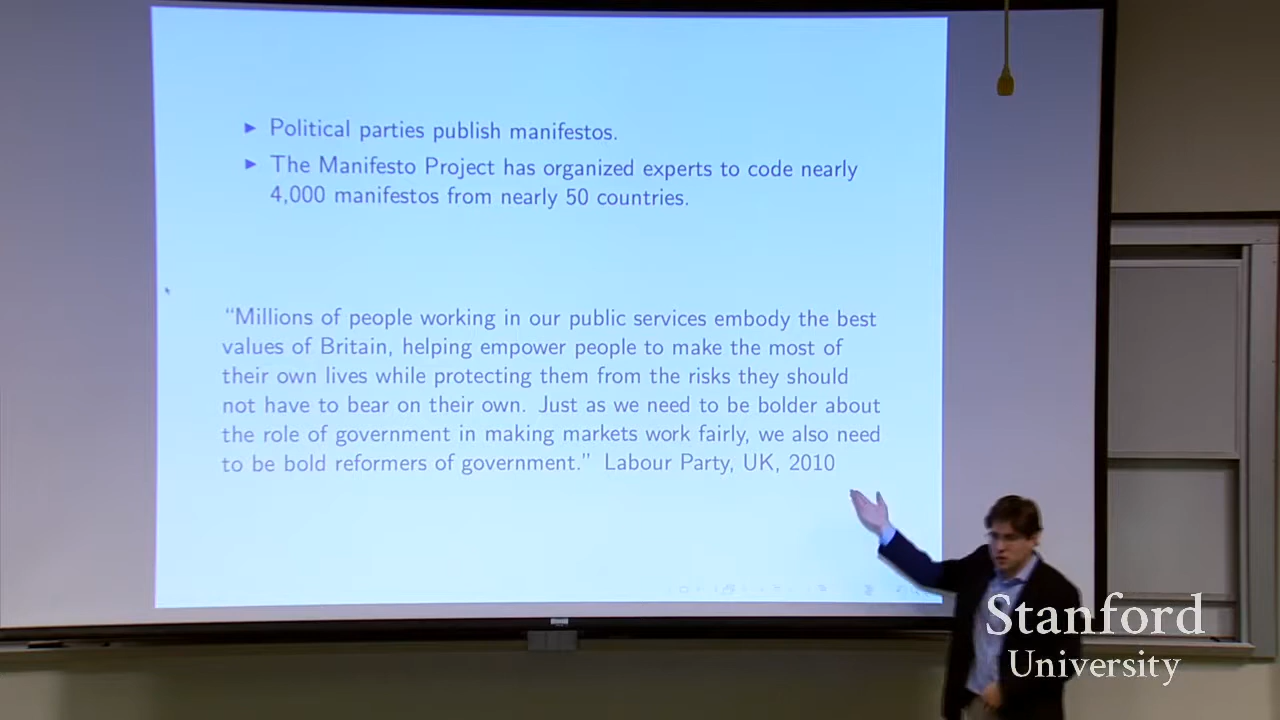 ► Political parties publish manifestos.
► The Manifesto Project has organized experts to code nearly
4,000 manifestos from nearly 50 countries.
“Millions of people working in our public services embody the best
values of Britain, helping empower people to make the most of
their own lives while protecting them from the risks they should
not have to bear on their own. Just as we need to be bolder about
the role of government in making markets work fairly, we also need
to be bold reformers of government.” Labour Party, UK, 2010
Stanford
University